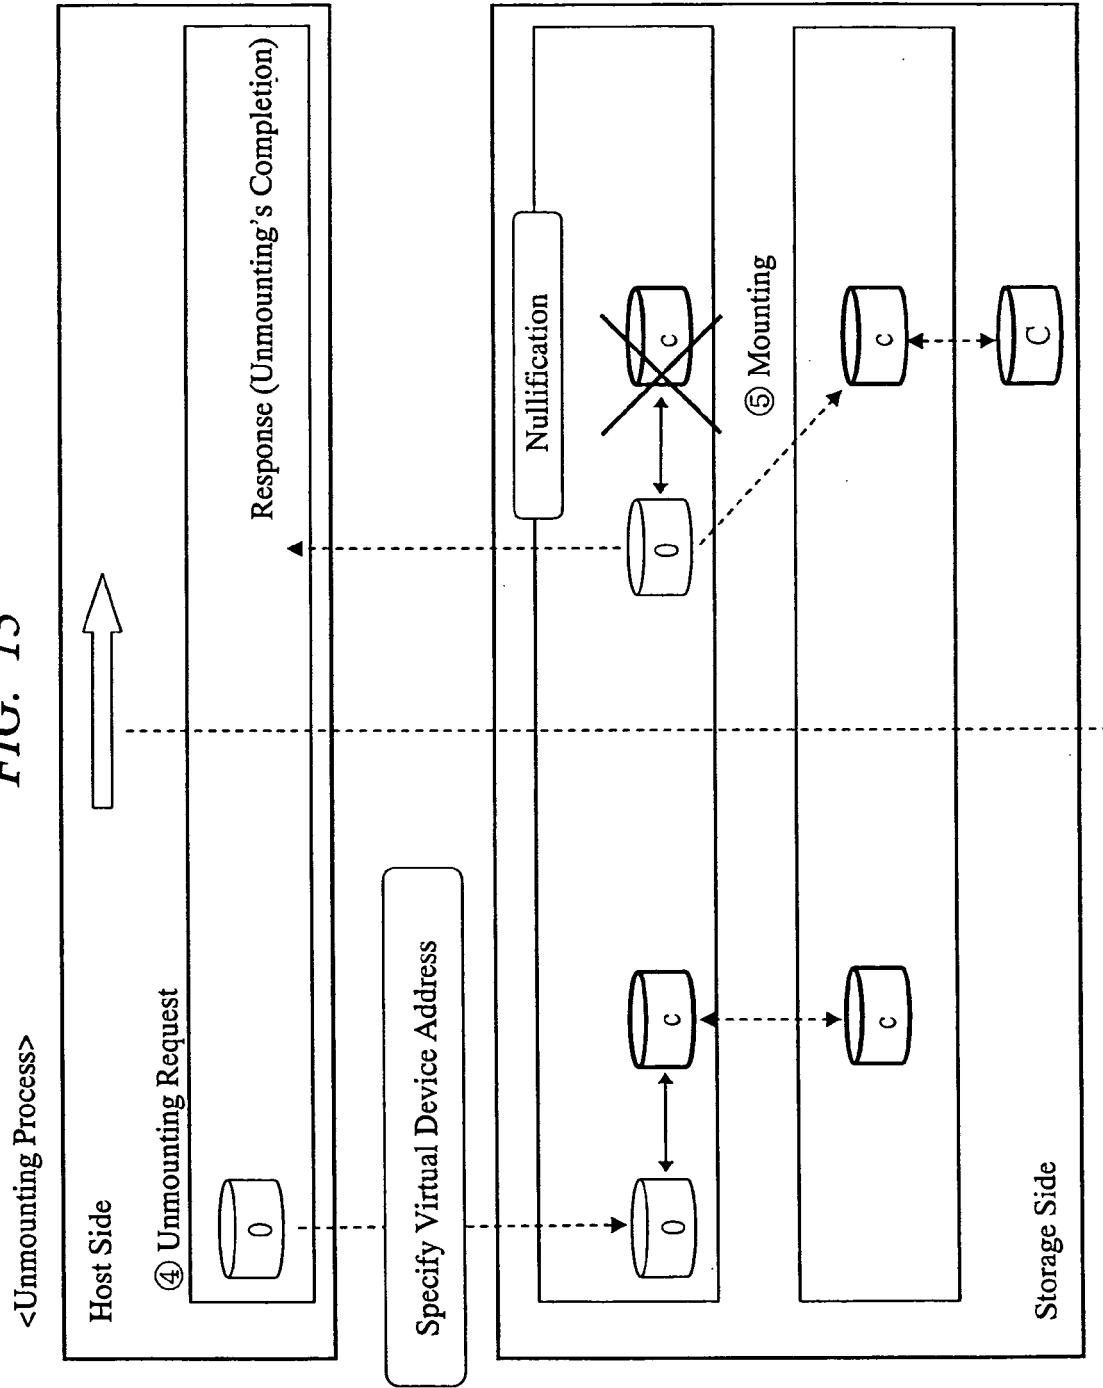 FIG.
<Unmounting Process>
Host Side
④ Unmounting Request
0
Response (Unmounting's Completion)
Specify Virtual Device Address
Nullification
0
c
0
c
⑤ Mounting
c
c
C
Storage Side